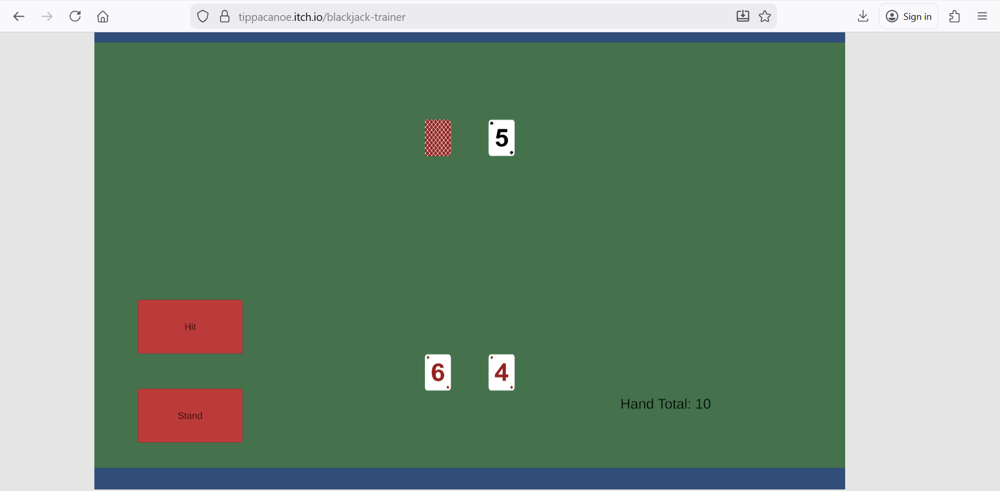 tippacanoe.itch.io/blackjack-trainer
Sign in
5
Hit
6 4
Hand Total: 10
Stand